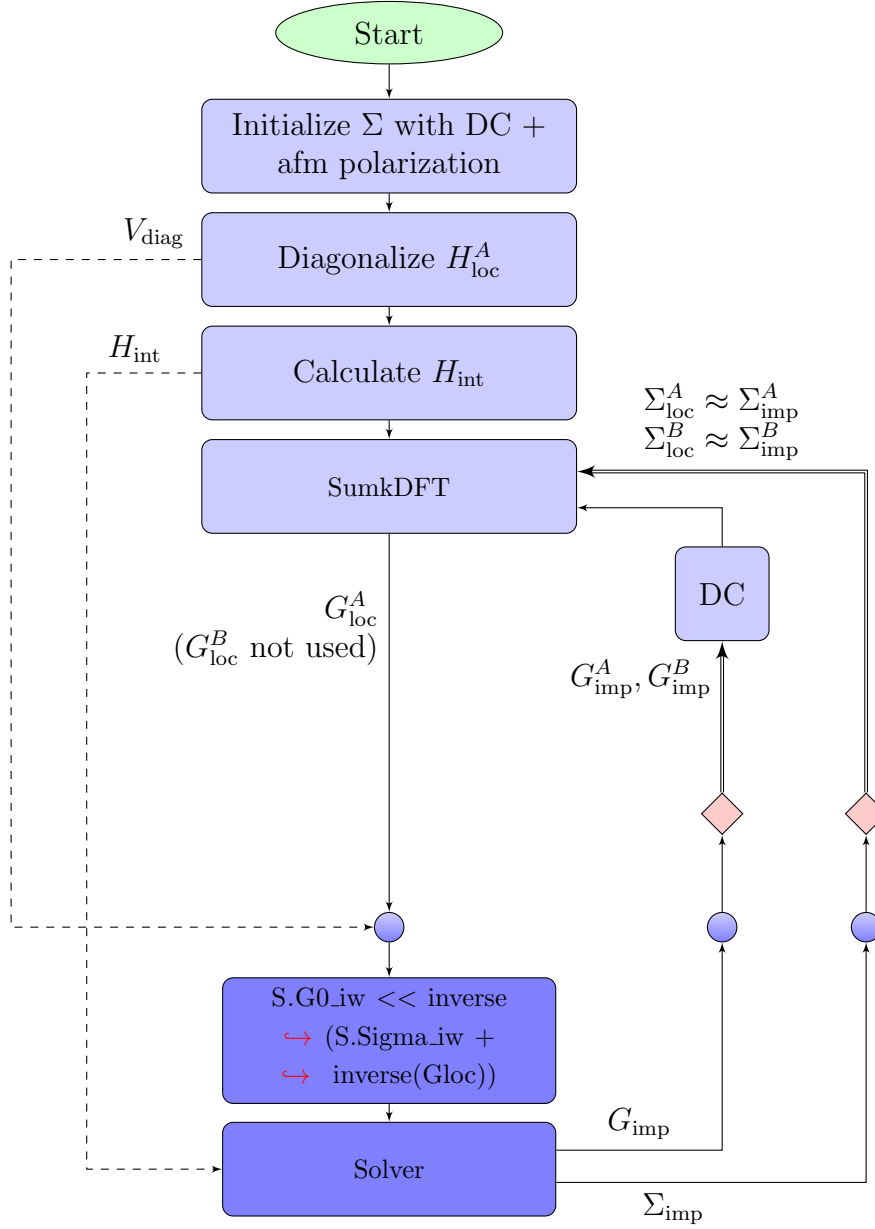 Start
Initialize Σ with DC +
afm polarization
V_diag
Diagonalize H^A_loc
H_int
Calculate H_int
Σ^A_loc ≈ Σ^A_imp
Σ^B_loc ≈ Σ^B_imp
SumkDFT
DC
G^A_loc
(G^B_loc not used)
G^A_imp, G^B_imp
S.G0_iw << inverse
↪ (S.Sigma_iw +
↪ inverse(Gloc))
G_imp
Solver
Σ_imp